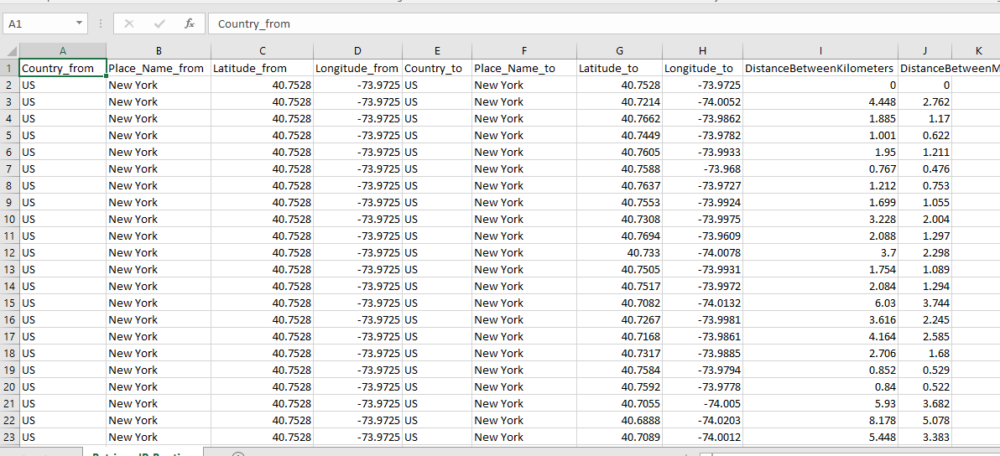 A1 fx Country_from
A B C D E F G H I J K
1 Country_from Place_Name_from Latitude_from Longitude_from Country_to Place_Name_to Latitude_to Longitude_to DistanceBetweenKilometers DistanceBetweenM
2 US New York 40.7528 -73.9725 US New York 40.7528 -73.9725 0 0
3 US New York 40.7528 -73.9725 US New York 40.7214 -74.0052 4.448 2.762
4 US New York 40.7528 -73.9725 US New York 40.7662 -73.9862 1.885 1.17
5 US New York 40.7528 -73.9725 US New York 40.7449 -73.9782 1.001 0.622
6 US New York 40.7528 -73.9725 US New York 40.7605 -73.9933 1.95 1.211
7 US New York 40.7528 -73.9725 US New York 40.7588 -73.968 0.767 0.476
8 US New York 40.7528 -73.9725 US New York 40.7637 -73.9727 1.212 0.753
9 US New York 40.7528 -73.9725 US New York 40.7553 -73.9924 1.699 1.055
10 US New York 40.7528 -73.9725 US New York 40.7308 -73.9975 3.228 2.004
11 US New York 40.7528 -73.9725 US New York 40.7694 -73.9609 2.088 1.297
12 US New York 40.7528 -73.9725 US New York 40.733 -74.0078 3.7 2.298
13 US New York 40.7528 -73.9725 US New York 40.7505 -73.9931 1.754 1.089
14 US New York 40.7528 -73.9725 US New York 40.7517 -73.9972 2.084 1.294
15 US New York 40.7528 -73.9725 US New York 40.7082 -74.0132 6.03 3.744
16 US New York 40.7528 -73.9725 US New York 40.7267 -73.9981 3.616 2.245
17 US New York 40.7528 -73.9725 US New York 40.7168 -73.9861 4.164 2.585
18 US New York 40.7528 -73.9725 US New York 40.7317 -73.9885 2.706 1.68
19 US New York 40.7528 -73.9725 US New York 40.7584 -73.9794 0.852 0.529
20 US New York 40.7528 -73.9725 US New York 40.7592 -73.9778 0.84 0.522
21 US New York 40.7528 -73.9725 US New York 40.7055 -74.005 5.93 3.682
22 US New York 40.7528 -73.9725 US New York 40.6888 -74.0203 8.178 5.078
23 US New York 40.7528 -73.9725 US New York 40.7089 -74.0012 5.448 3.383